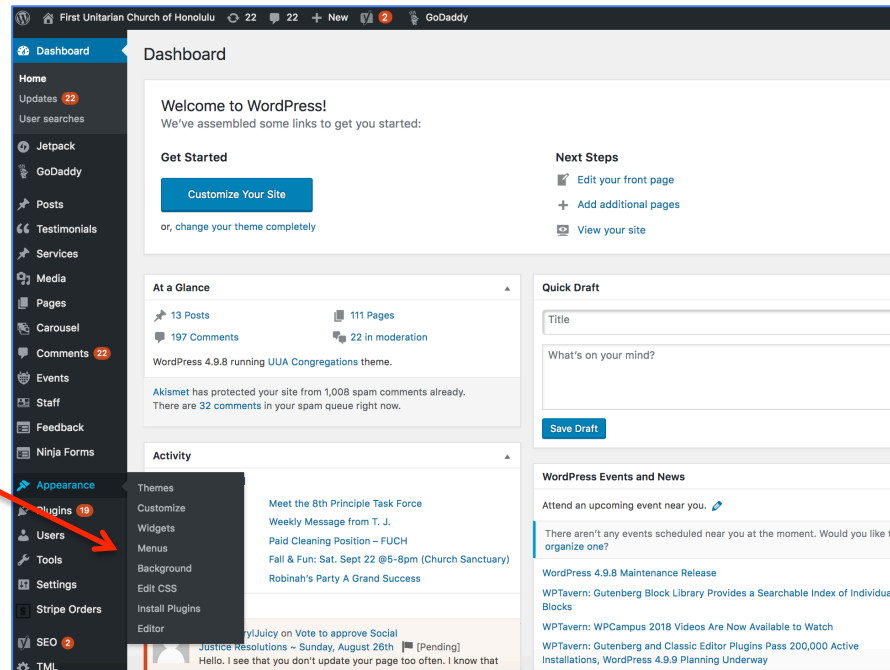 First Unitarian Church of Honolulu 22 22 + New 2 GoDaddy
Dashboard
Home
Updates 22
User searches
Jetpack
GoDaddy
Posts
Testimonials
Services
Media
Pages
Carousel
Comments 22
Events
Staff
Feedback
Ninja Forms
Appearance
Plugins 19
Users
Tools
Settings
Stripe Orders
SEO 2
TML
Themes
Customize
Widgets
Menus
Background
Edit CSS
Install Plugins
Editor
Dashboard
Welcome to WordPress!
We've assembled some links to get you started:
Get Started
Customize Your Site
or, change your theme completely
Next Steps
Edit your front page
Add additional pages
View your site
At a Glance
13 Posts
111 Pages
197 Comments
22 in moderation
WordPress 4.9.8 running UUA Congregations theme.
Akismet has protected your site from 1,008 spam comments already.
There are 32 comments in your spam queue right now.
Activity
Meet the 8th Principle Task Force
Weekly Message from T. J.
Paid Cleaning Position – FUCH
Fall & Fun: Sat. Sept 22 @5-8pm (Church Sanctuary)
Robinah's Party A Grand Success
on Vote to approve Social
Justice Resolutions ~ Sunday, August 26th [Pending]
Hello. I see that you don't update your page too often. I know that
Quick Draft
Title
What's on your mind?
Save Draft
WordPress Events and News
Attend an upcoming event near you.
There aren't any events scheduled near you at the moment. Would you like
organize one?
WordPress 4.9.8 Maintenance Release
WPTavern: Gutenberg Block Library Provides a Searchable Index of Individua
Blocks
WPTavern: WPCampus 2018 Videos Are Now Available to Watch
WPTavern: Gutenberg and Classic Editor Plugins Pass 200,000 Active
Installations, WordPress 4.9.9 Planning Underway